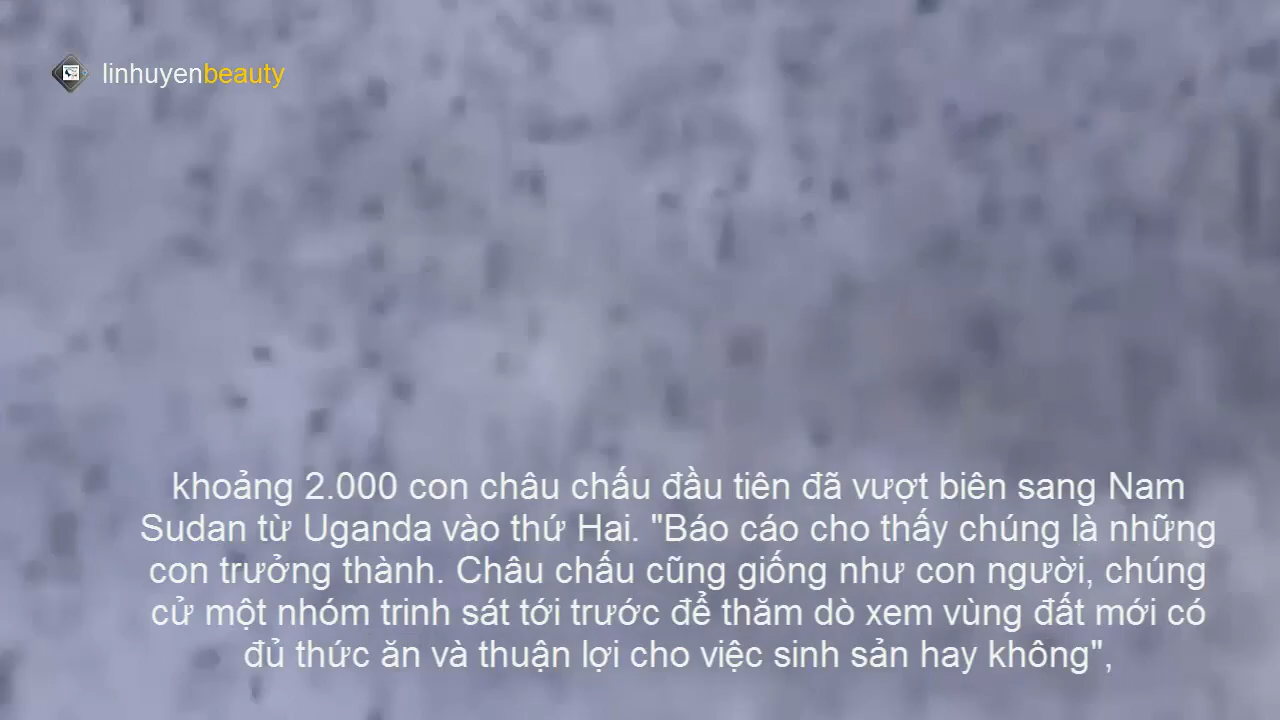 linhuyenbeauty
khoảng 2.000 con châu chấu đầu tiên đã vượt biên sang Nam
Sudan từ Uganda vào thứ Hai. "Báo cáo cho thấy chúng là những
con trưởng thành. Châu chấu cũng giống như con người, chúng
cử một nhóm trinh sát tới trước để thăm dò xem vùng đất mới có
đủ thức ăn và thuận lợi cho việc sinh sản hay không",